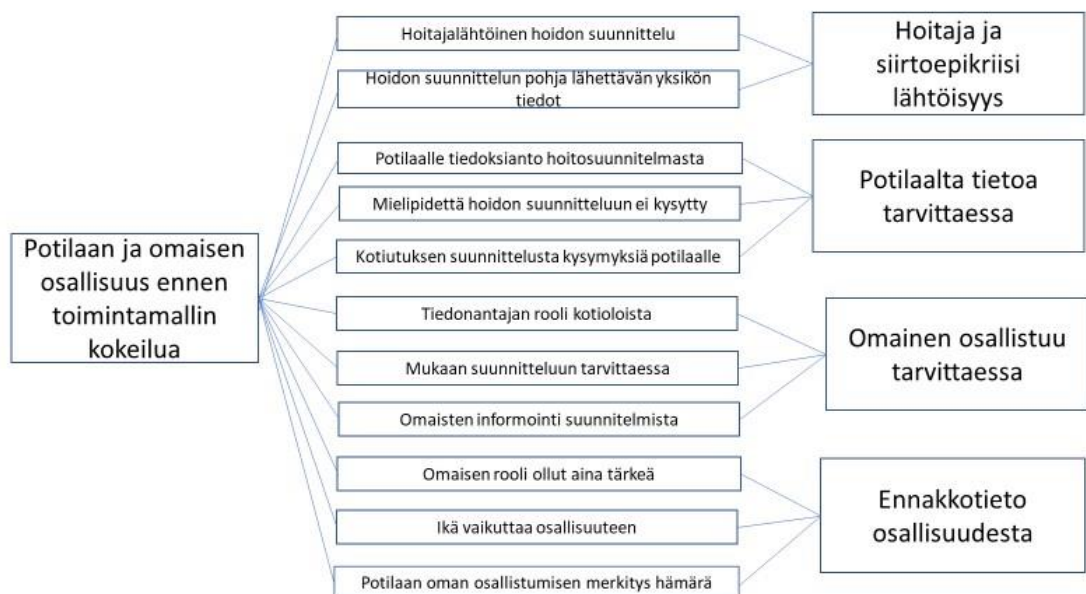 Potilaan ja omaisen
osallisuus ennen
toimintamallin
kokeilua
Hoitajalähtöinen hoidon suunnittelu
Hoidon suunnittelun pohja lähettävän yksikön
tiedot
Potilaalle tiedoksianto hoitosuunnitelmasta
Mielipidettä hoidon suunnitteluun ei kysytty
Kotiutuksen suunnittelusta kysymyksiä potilaalle
Tiedonantajan rooli kotioloista
Mukaan suunnitteluun tarvittaessa
Omaisten informointi suunnitelmista
Omaisen rooli ollut aina tärkeä
Ikä vaikuttaa osallisuuteen
Potilaan oman osallistumisen merkitys hämärä
Hoitaja ja
siirtoepikriisi
lähtöisyys
Potilaalta tietoa
tarvittaessa
Omainen osallistuu
tarvittaessa
Ennakkotieto
osallisuudesta